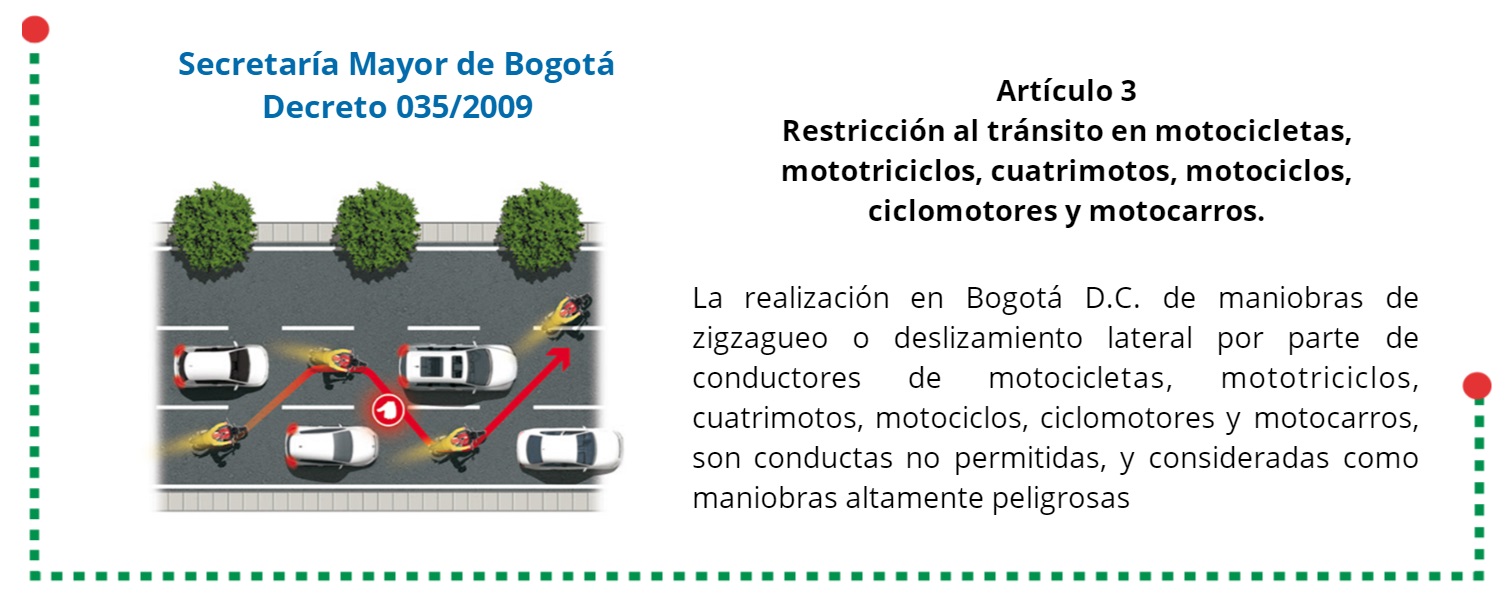 Secretaría Mayor de Bogotá
Decreto 035/2009
Artículo 3
Restricción al tránsito en motocicletas,
mototriciclos, cuatrimotos, motociclos,
ciclomotores y motocarros.
La realización en Bogotá D.C. de maniobras de
zigzagueo o deslizamiento lateral por parte de
conductores de motocicletas, mototriciclos,
cuatrimotos, motociclos, ciclomotores y motocarros,
son conductas no permitidas, y consideradas como
maniobras altamente peligrosas